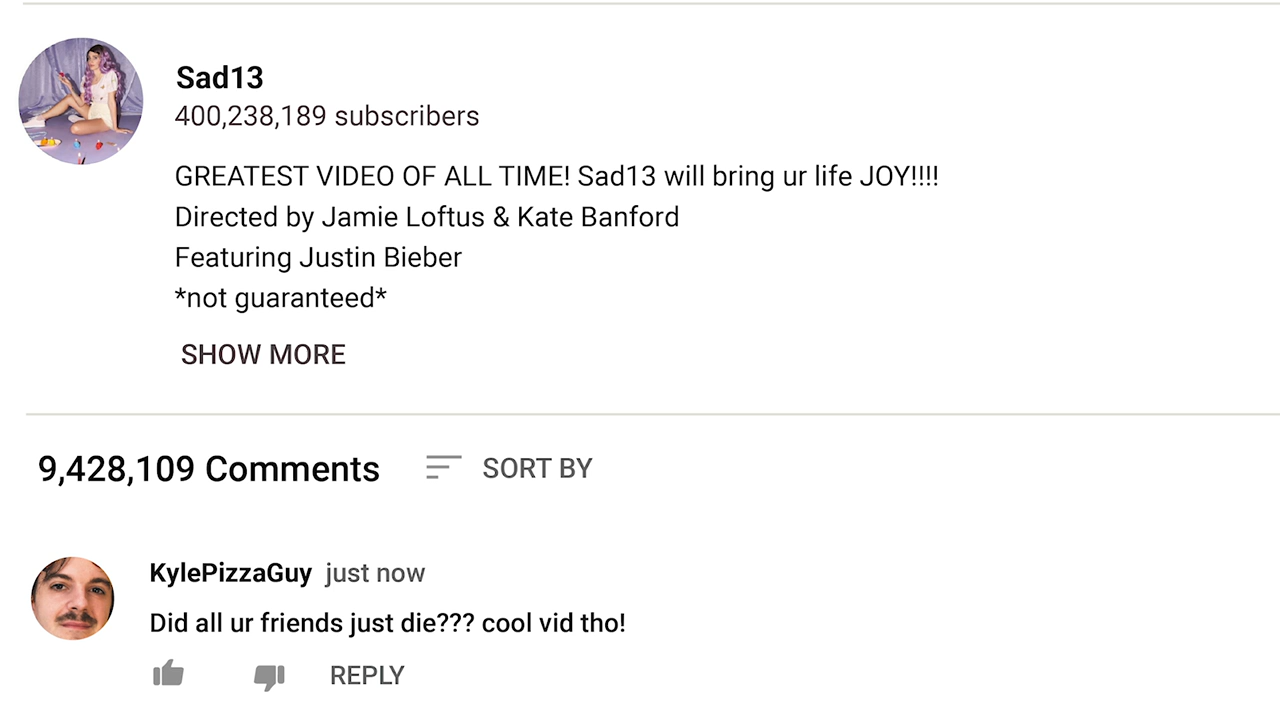 Sad13
400,238,189 subscribers
GREATEST VIDEO OF ALL TIME! Sad13 will bring ur life JOY!!!!
Directed by Jamie Loftus & Kate Banford
Featuring Justin Bieber
*not guaranteed*
SHOW MORE
9,428,109 Comments SORT BY
KylePizzaGuy just now
Did all ur friends just die??? cool vid tho!
REPLY